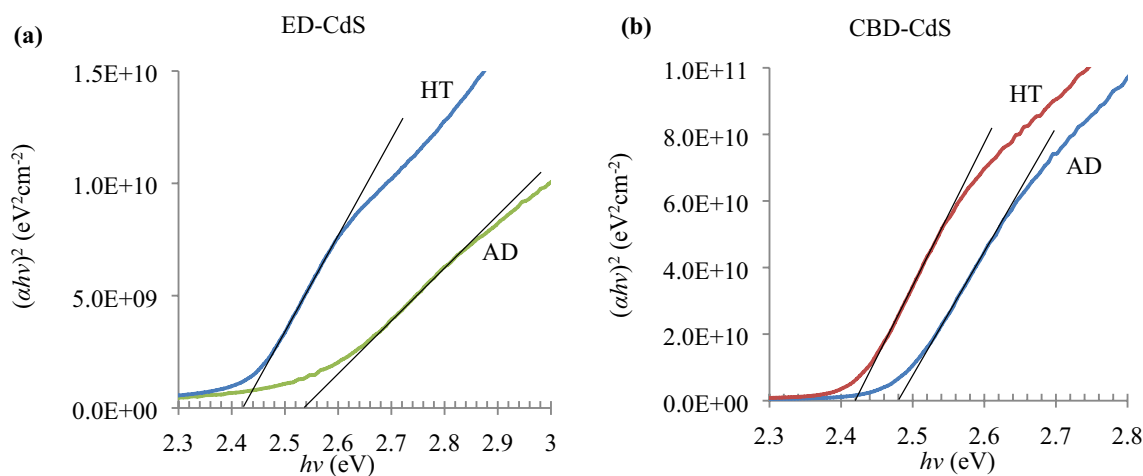 (a)
ED-CdS
1.5E+10
1.0E+10
5.0E+09
0.0E+00
(αhν)² (eV²cm⁻²)
HT
AD
2.3 2.4 2.5 2.6 2.7 2.8 2.9 3
hν (eV)
(b)
CBD-CdS
1.0E+11
8.0E+10
6.0E+10
4.0E+10
2.0E+10
0.0E+00
(αhν)² (eV²cm⁻²)
HT
AD
2.3 2.4 2.5 2.6 2.7 2.8
hν (eV)